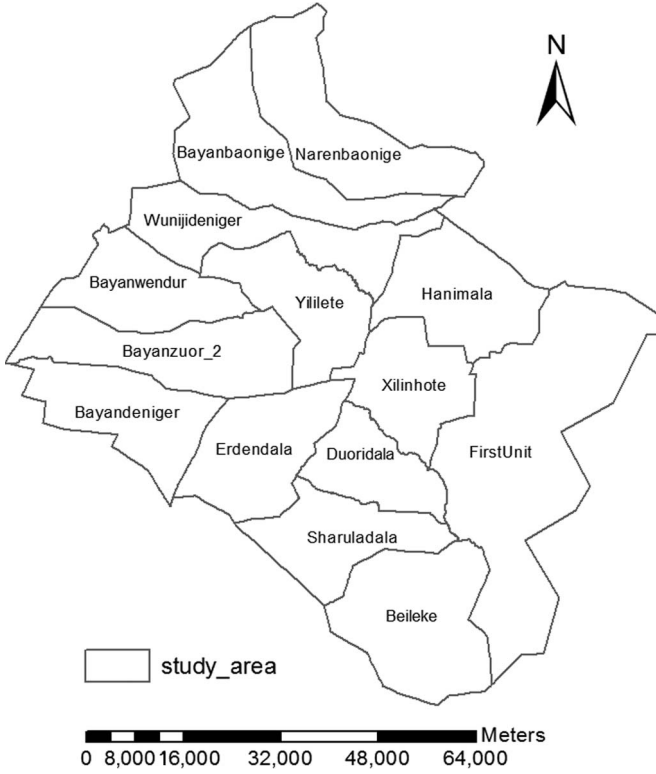 N
Bayanbaonige
Narenbaonige
Wunijideniger
Bayanwendur
Yililete
Hanimala
Bayanzuor_2
Xilinhote
Bayandeniger
Erdendala
Duoridala
FirstUnit
Sharuladala
Beileke
study_area
Meters
0 8,000 16,000 32,000 48,000 64,000